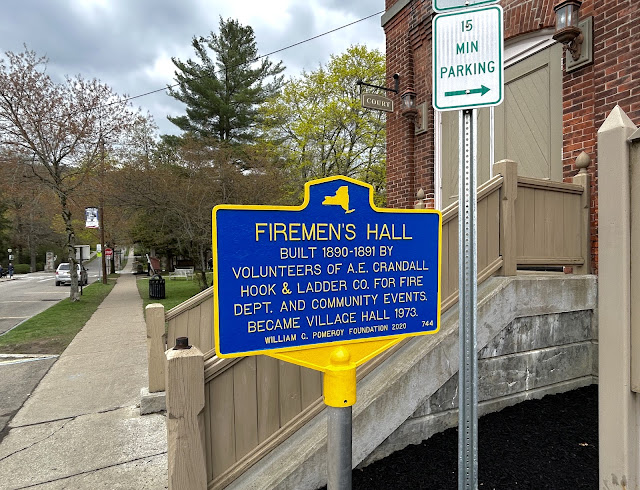 15
MIN
PARKING
COURT
FIREMEN'S HALL
BUILT 1890-1891 BY
VOLUNTEERS OF A.E. CRANDALL
HOOK & LADDER CO. FOR FIRE
DEPT. AND COMMUNITY EVENTS.
BECAME VILLAGE HALL 1973.
WILLIAM G. POMEROY FOUNDATION 2020 744